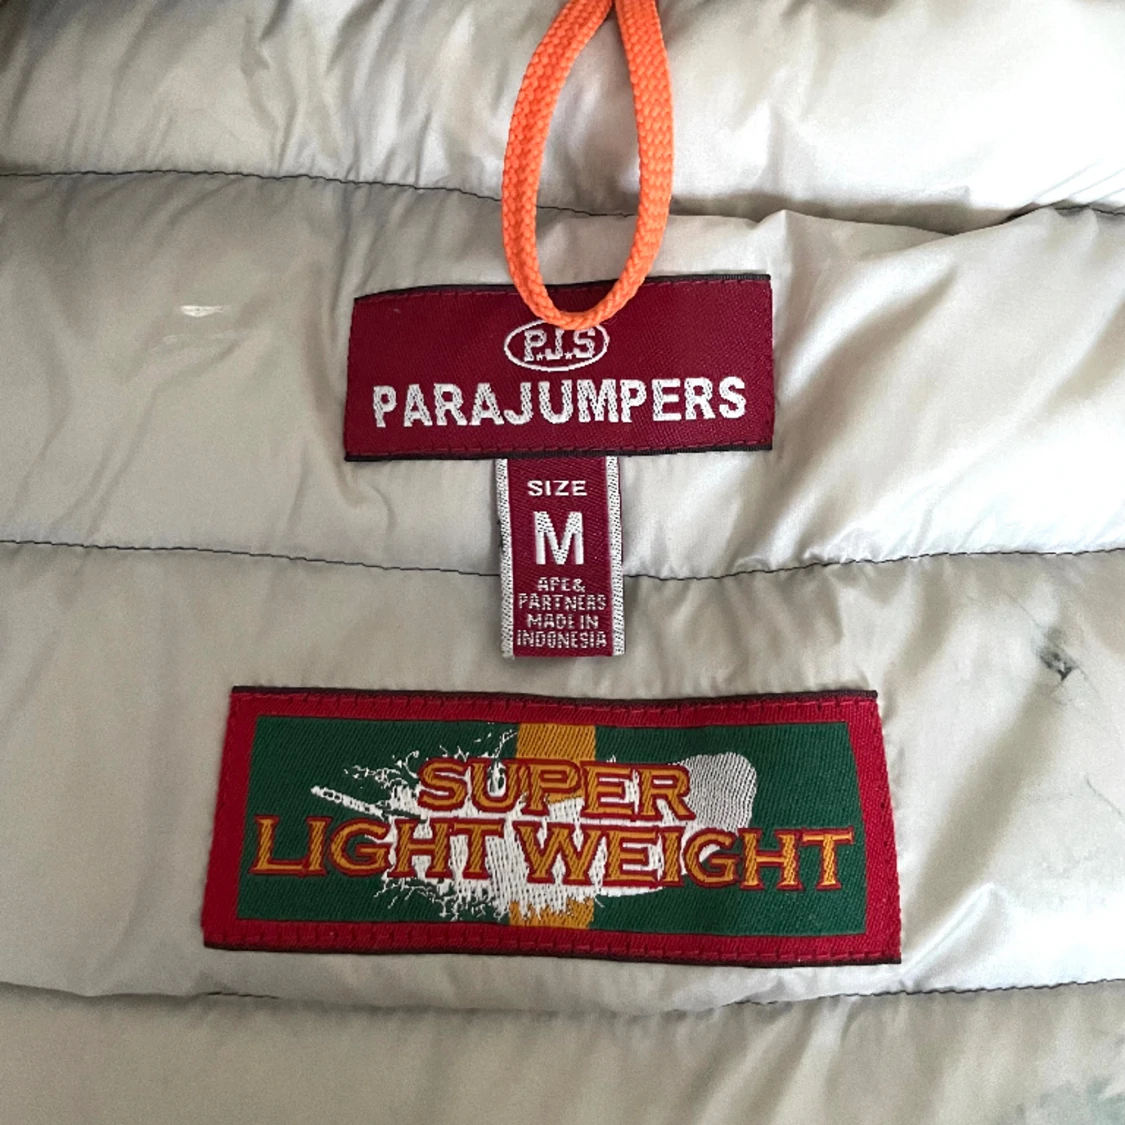 P.J.S
PARAJUMPERS
SIZE
M
APE&
PARTNERS
MADE IN
INDONESIA
SUPER
LIGHT WEIGHT